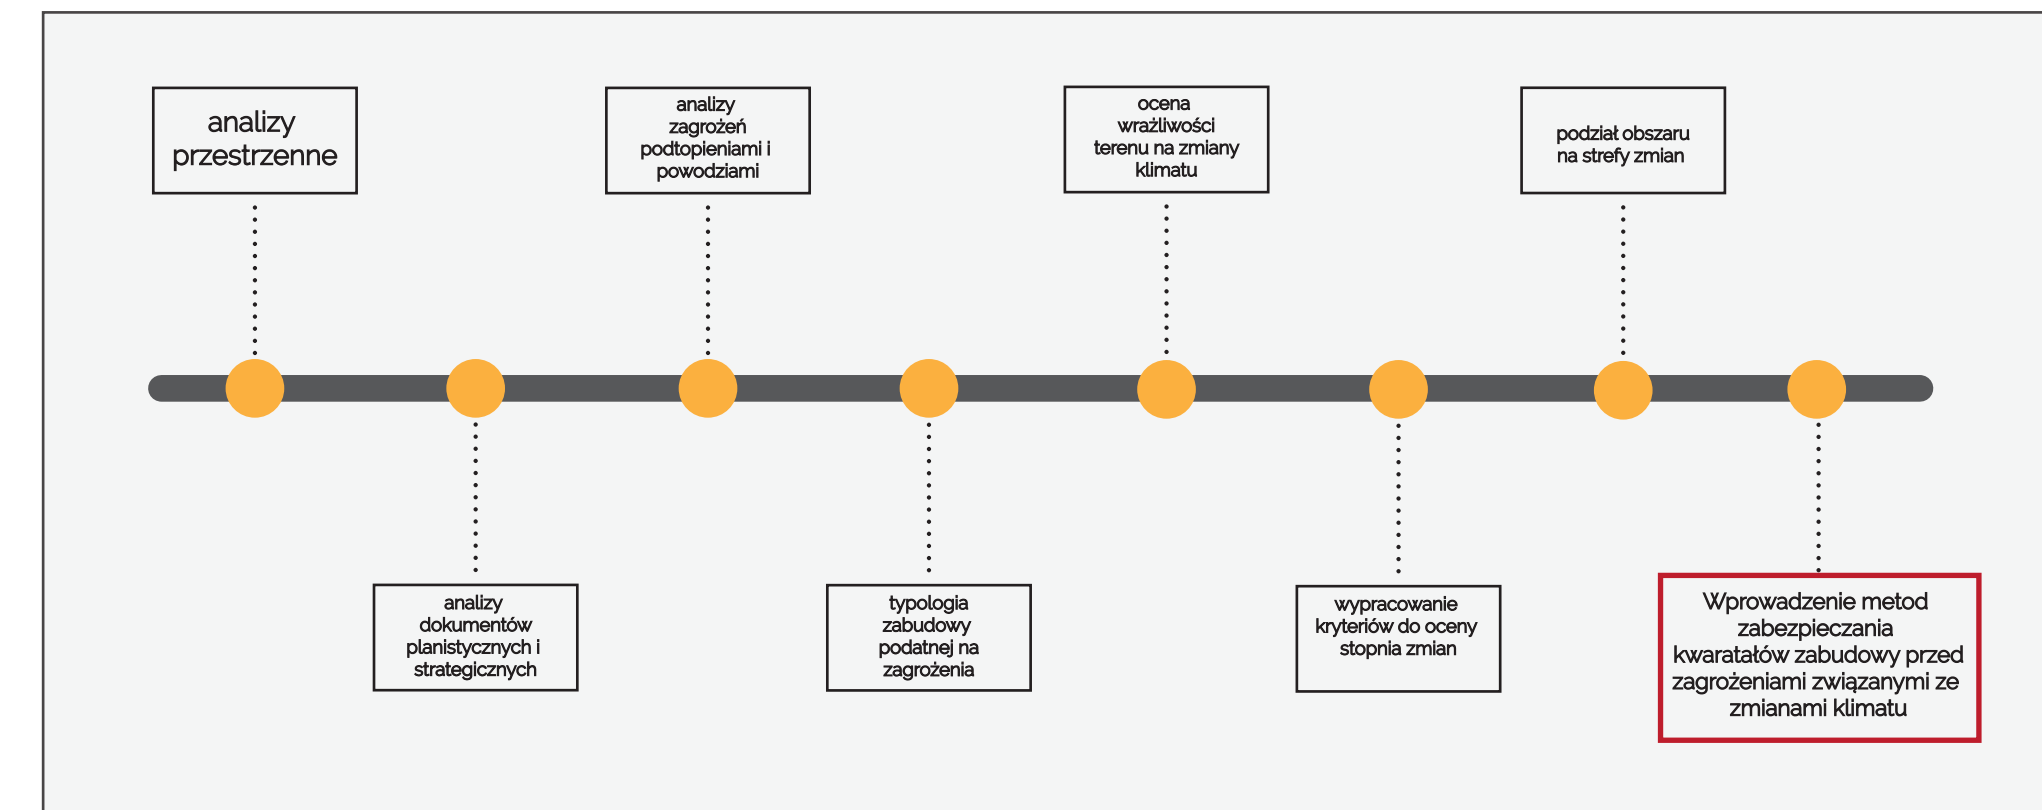 analizy
przestrzenne
analizy
dokumentów
planistycznych i
strategicznych
analizy
zagrożeń
podtopieniami i
powodziami
typologia
zabudowy
podatnej na
zagrożenia
ocena
wrażliwości
terenu na zmiany
klimatu
wypracowanie
kryteriów do oceny
stopnia zmian
podział obszaru
na strefy zmian
Wprowadzenie metod
zabezpieczania
kwaratałów zabudowy przed
zagrożeniami związanymi ze
zmianami klimatu